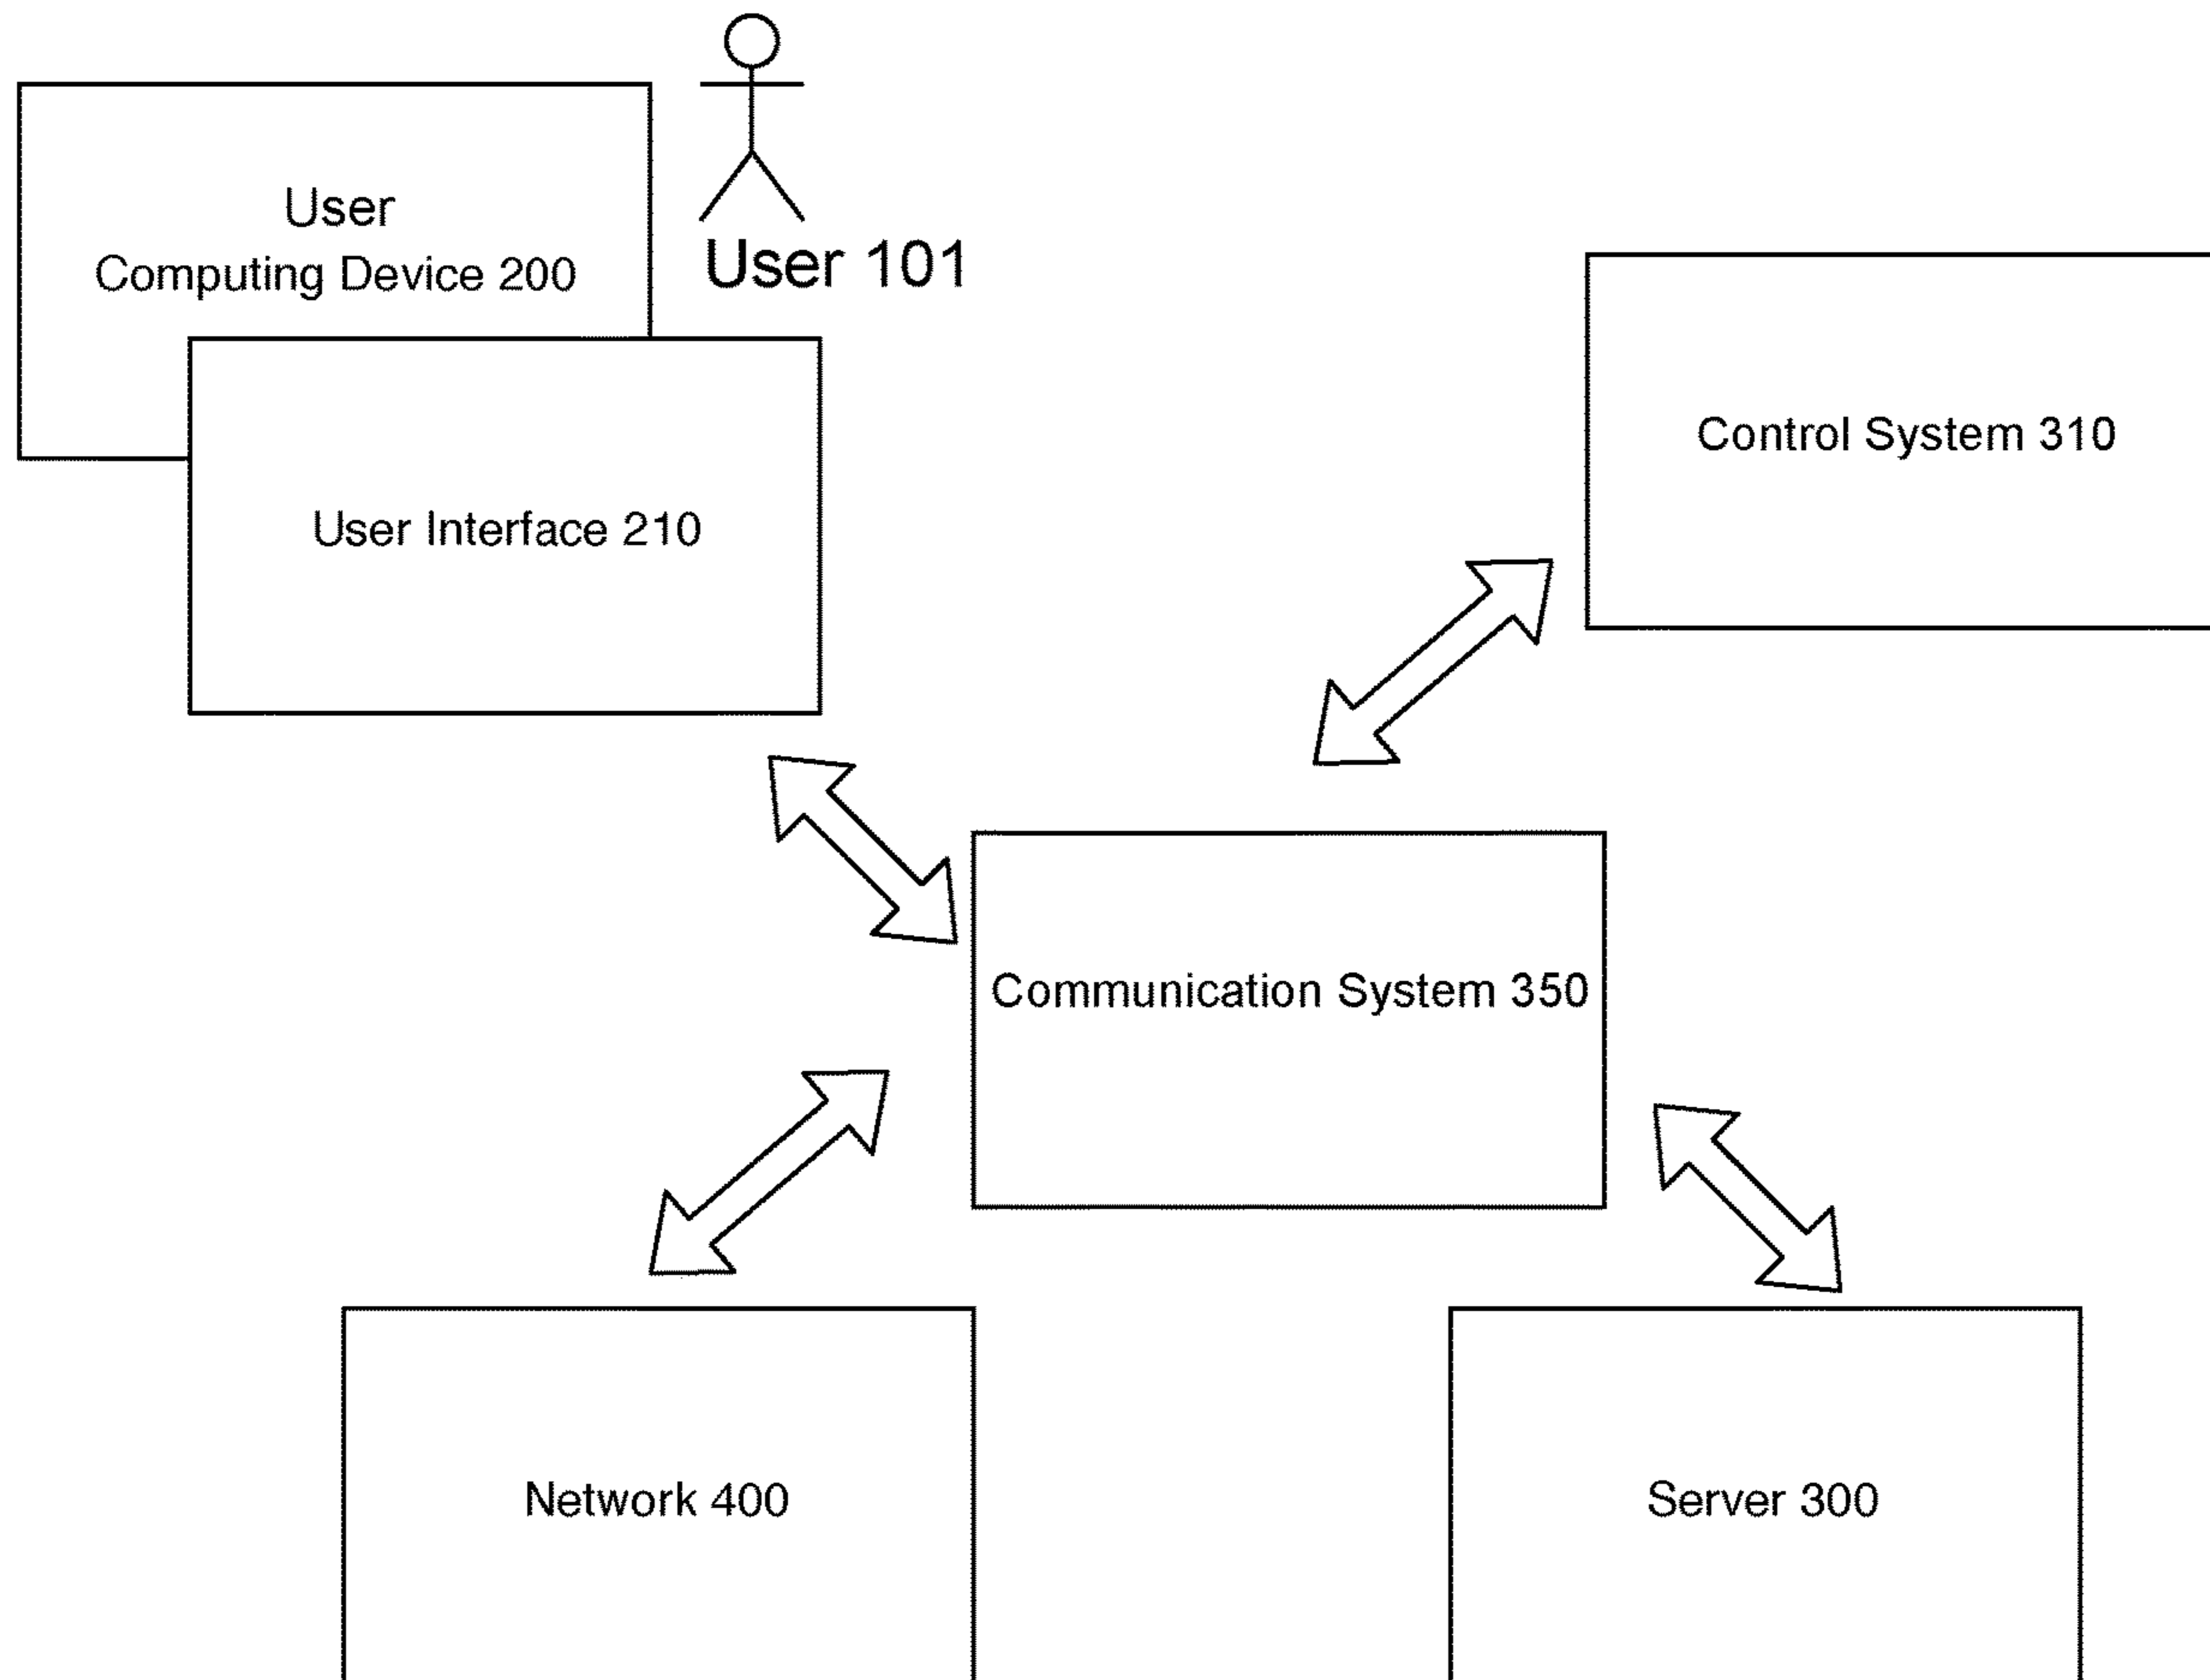 User
Computing Device 200
User 101
User Interface 210
Control System 310
Communication System 350
Network 400
Server 300